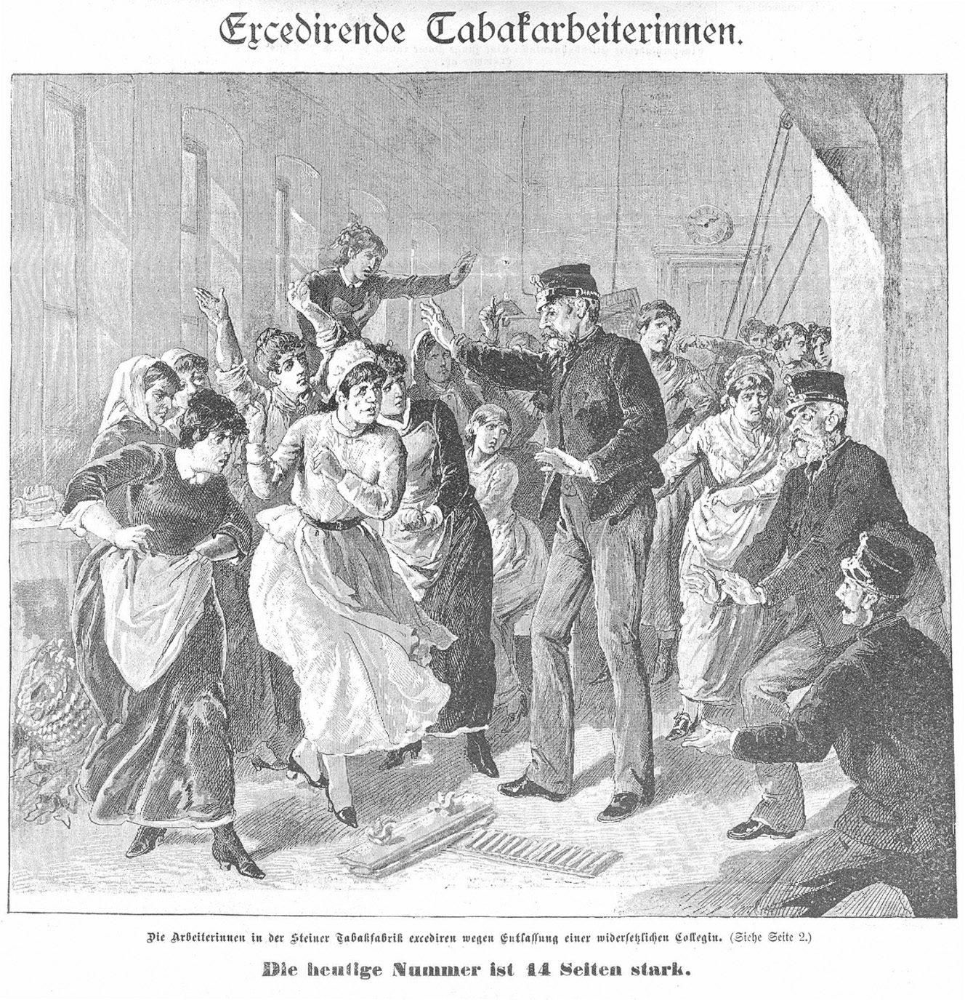 Excedirende Tabakarbeiterinnen.
Die Arbeiterinnen in der Steiner Tabakfabrik excediren wegen Entlassung einer widersetzlichen Collegin. (Siehe Seite 2.)
Die heutige Nummer ist 14 Seiten stark.